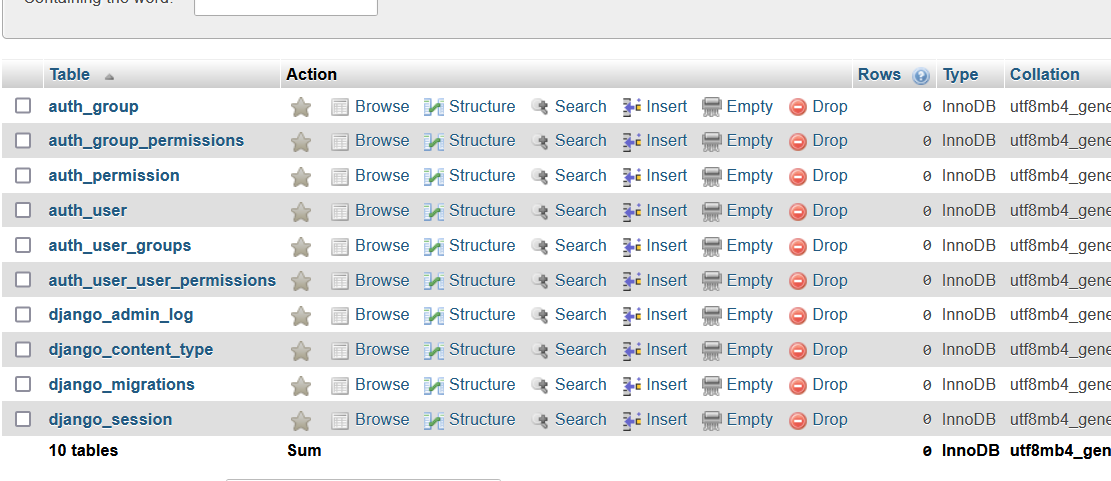 Containing the word:
Table Action Rows Type Collation
auth_group Browse Structure Search Insert Empty Drop 0 InnoDB utf8mb4_gene
auth_group_permissions Browse Structure Search Insert Empty Drop 0 InnoDB utf8mb4_gene
auth_permission Browse Structure Search Insert Empty Drop 0 InnoDB utf8mb4_gene
auth_user Browse Structure Search Insert Empty Drop 0 InnoDB utf8mb4_gene
auth_user_groups Browse Structure Search Insert Empty Drop 0 InnoDB utf8mb4_gene
auth_user_user_permissions Browse Structure Search Insert Empty Drop 0 InnoDB utf8mb4_gene
django_admin_log Browse Structure Search Insert Empty Drop 0 InnoDB utf8mb4_gene
django_content_type Browse Structure Search Insert Empty Drop 0 InnoDB utf8mb4_gene
django_migrations Browse Structure Search Insert Empty Drop 0 InnoDB utf8mb4_gene
django_session Browse Structure Search Insert Empty Drop 0 InnoDB utf8mb4_gene
10 tables Sum 0 InnoDB utf8mb4_gen